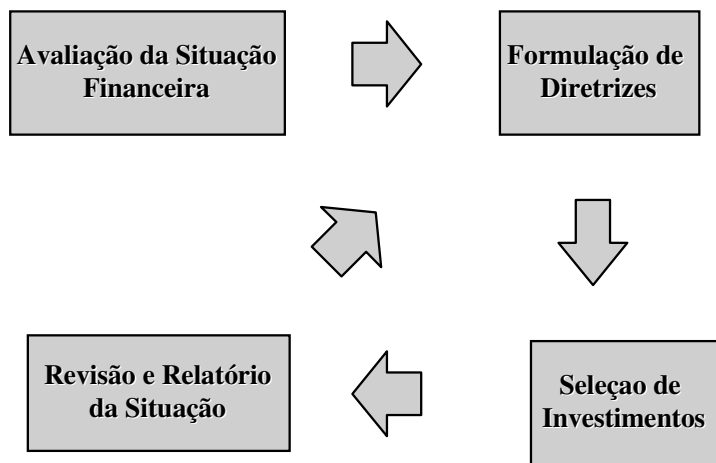 Avaliação da Situação
Financeira
Formulação de
Diretrizes
Revisão e Relatório
da Situação
Seleçao de
Investimentos